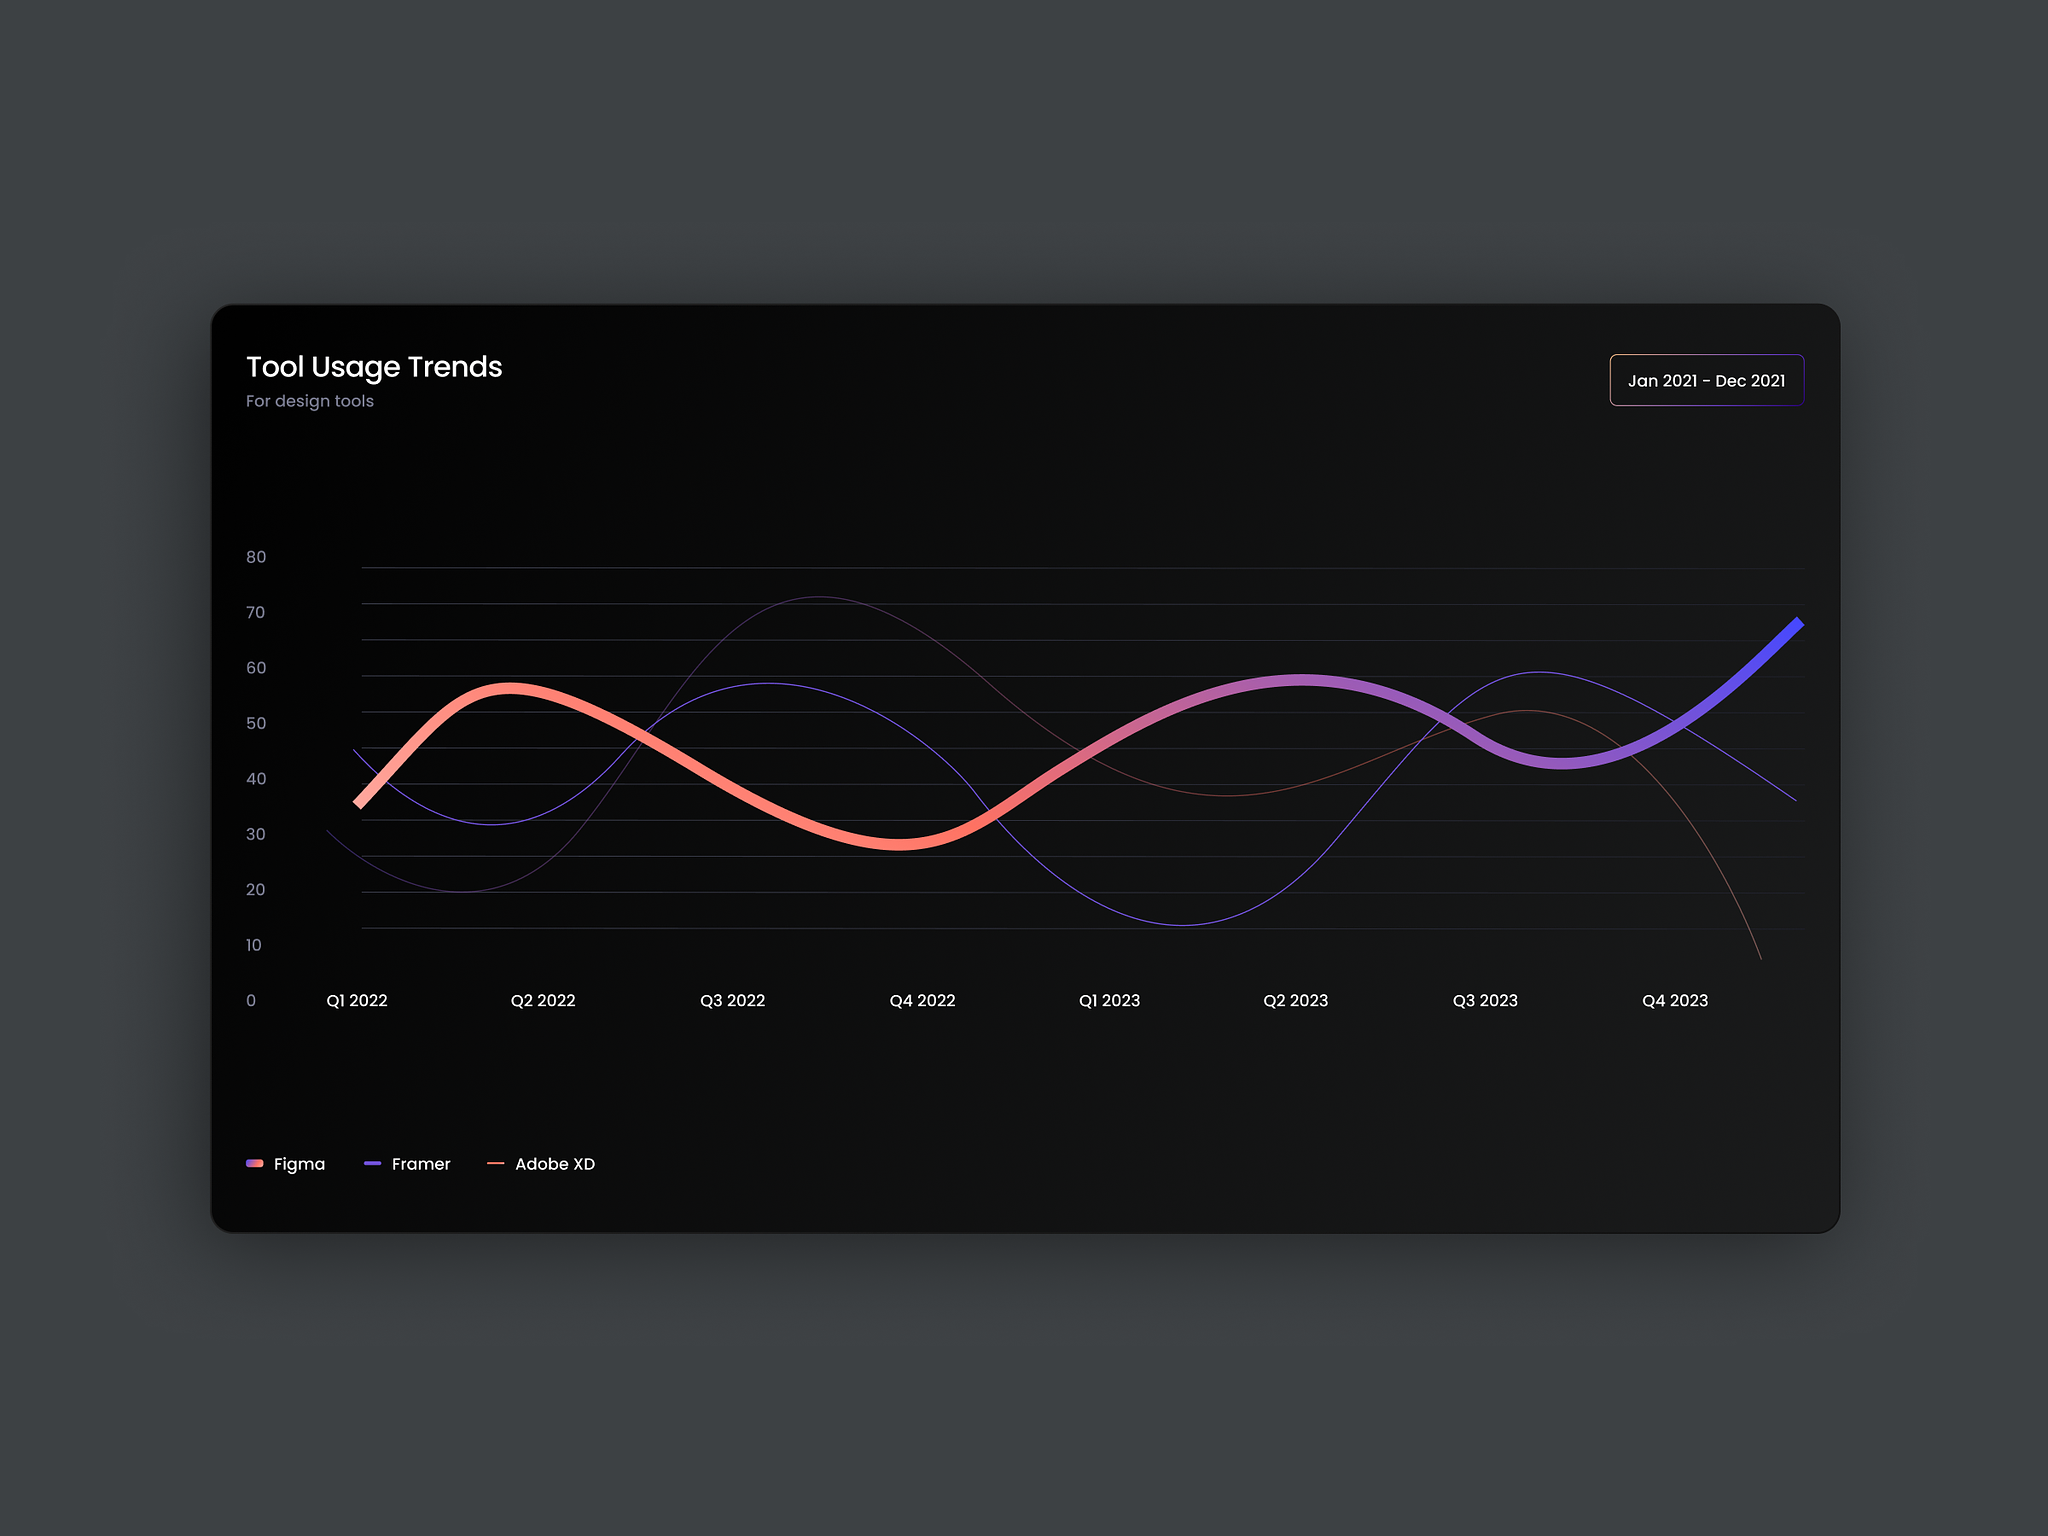 Tool Usage Trends
For design tools
Jan 2021 - Dec 2021
80
70
60
50
40
30
20
10
0
Q1 2022 Q2 2022 Q3 2022 Q4 2022 Q1 2023 Q2 2023 Q3 2023 Q4 2023
Figma Framer Adobe XD